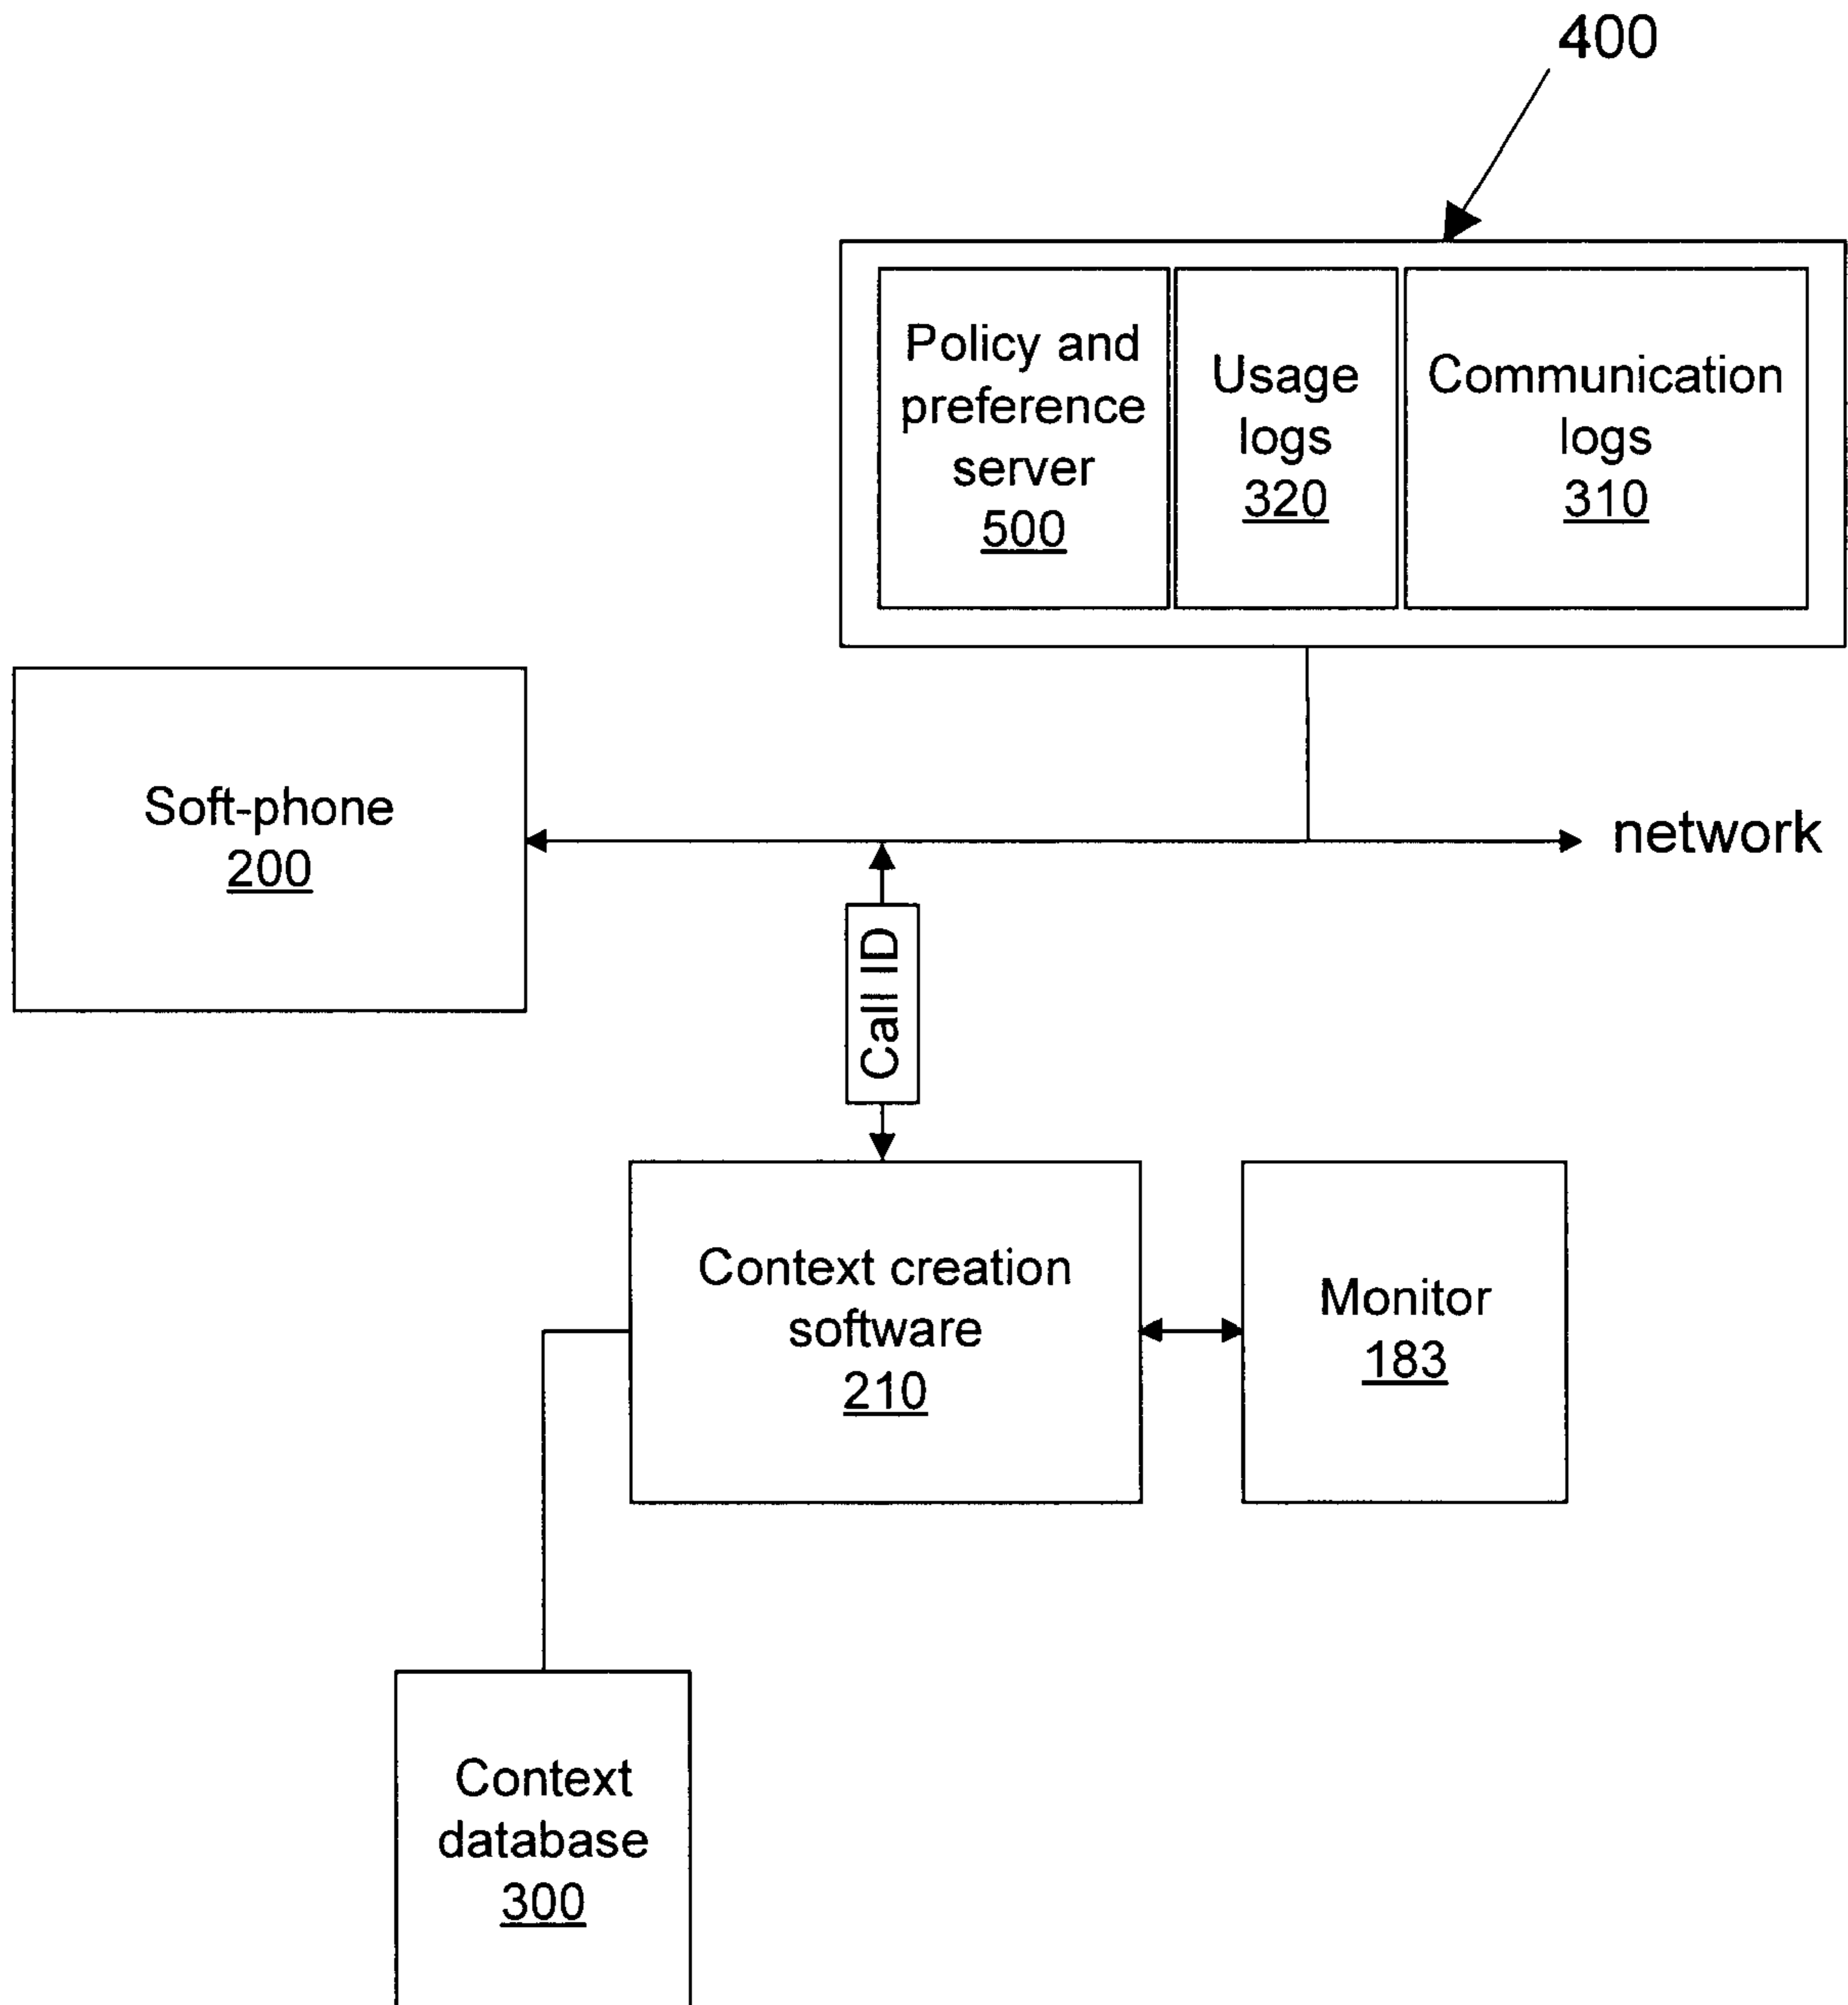 400
Policy and
preference
server
500
Usage
logs
320
Communication
logs
310
Soft-phone
200
network
Call ID
Context creation
software
210
Monitor
183
Context
database
300